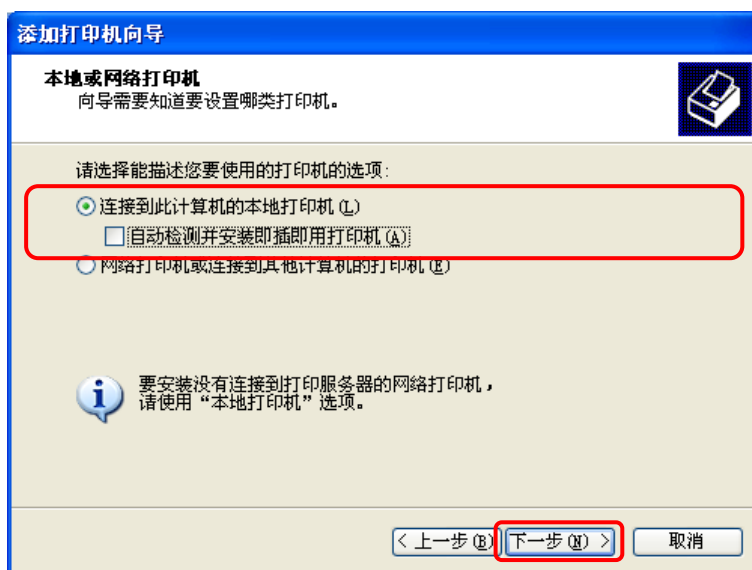 添加打印机向导
本地或网络打印机
向导需要知道要设置哪类打印机。
请选择能描述您要使用的打印机的选项:
连接到此计算机的本地打印机(L)
自动检测并安装即插即用打印机(A)
网络打印机或连接到其他计算机的打印机(E)
要安装没有连接到打印服务器的网络打印机，
请使用“本地打印机”选项。
< 上一步(B) 下一步(N) > 取消